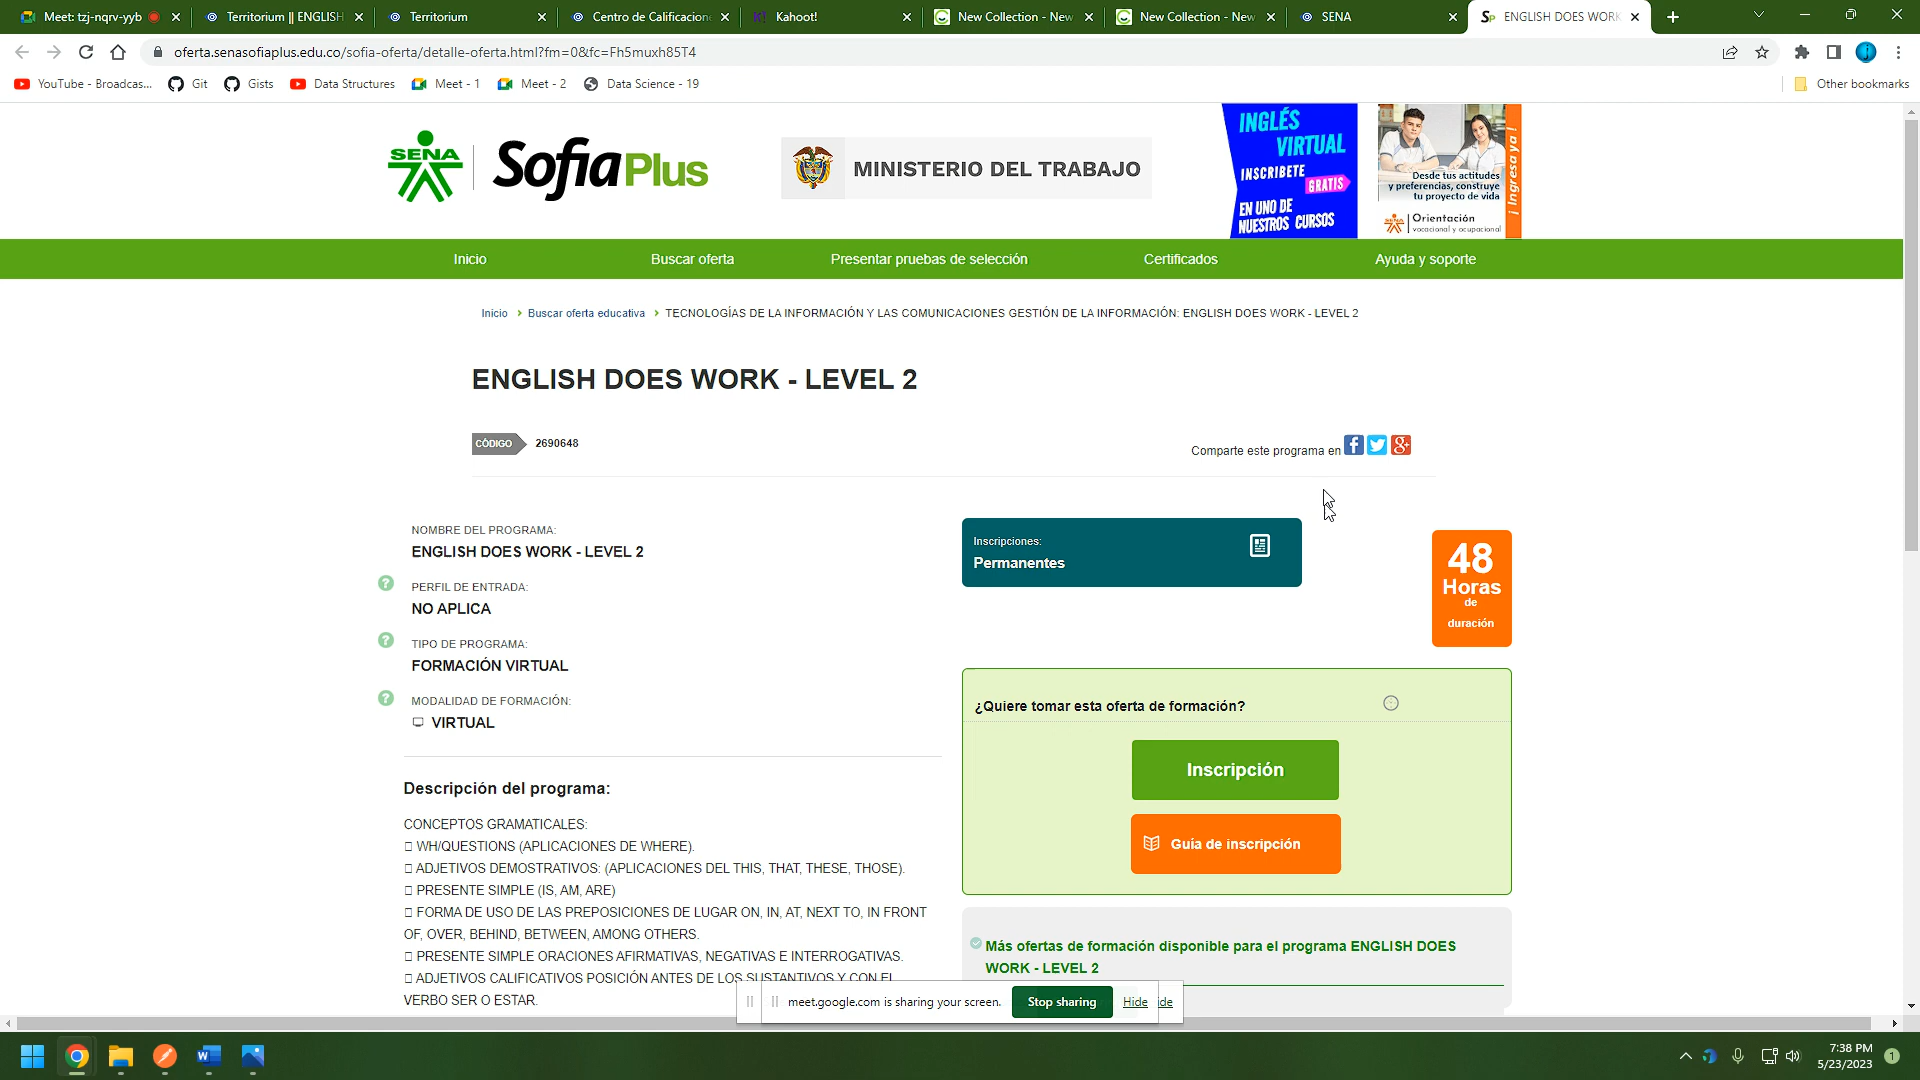 Meet: tzj-nqrv-yyb
Territorium || ENGLISH
Territorium
Centro de Calificacion
Kahoot!
New Collection - New
New Collection - New
SENA
ENGLISH DOES WORK
oferta.senasofiaplus.edu.co/sofia-oferta/detalle-oferta.html?fm=0&fc=Fh5muxh85T4
YouTube - Broadcas...
Git
Gists
Data Structures
Meet - 1
Meet - 2
Data Science - 19
Other bookmarks
SENA
Sofia Plus
MINISTERIO DEL TRABAJO
INGLÉS
VIRTUAL
INSCRIBETE
GRATIS
EN UNO DE
NUESTROS CURSOS
Desde tus actitudes
y preferencias, construye
tu proyecto de vida
SENA
Orientación
vocacional y ocupacional
¡ Ingresa ya !
Inicio
Buscar oferta
Presentar pruebas de selección
Certificados
Ayuda y soporte
Inicio
Buscar oferta educativa
TECNOLOGÍAS DE LA INFORMACIÓN Y LAS COMUNICACIONES GESTIÓN DE LA INFORMACIÓN: ENGLISH DOES WORK - LEVEL 2
ENGLISH DOES WORK - LEVEL 2
CÓDIGO
2690648
Comparte este programa en
NOMBRE DEL PROGRAMA:
ENGLISH DOES WORK - LEVEL 2
PERFIL DE ENTRADA:
NO APLICA
TIPO DE PROGRAMA:
FORMACIÓN VIRTUAL
MODALIDAD DE FORMACIÓN:
VIRTUAL
Inscripciones:
Permanentes
48
Horas
de
duración
¿Quiere tomar esta oferta de formación?
Inscripción
Guia de inscripción
Descripción del programa:
CONCEPTOS GRAMATICALES:
WH/QUESTIONS (APLICACIONES DE WHERE).
ADJETIVOS DEMOSTRATIVOS: (APLICACIONES DEL THIS, THAT, THESE, THOSE).
PRESENTE SIMPLE (IS, AM, ARE)
FORMA DE USO DE LAS PREPOSICIONES DE LUGAR ON, IN, AT, NEXT TO, IN FRONT
OF, OVER, BEHIND, BETWEEN, AMONG OTHERS.
PRESENTE SIMPLE ORACIONES AFIRMATIVAS, NEGATIVAS E INTERROGATIVAS.
ADJETIVOS CALIFICATIVOS POSICIÓN ANTES DE LOS SUSTANTIVOS Y CON EL
VERBO SER O ESTAR.
Más ofertas de formación disponible para el programa ENGLISH DOES
WORK - LEVEL 2
meet.google.com is sharing your screen.
Stop sharing
Hide
ide
7:38 PM
5/23/2023
1